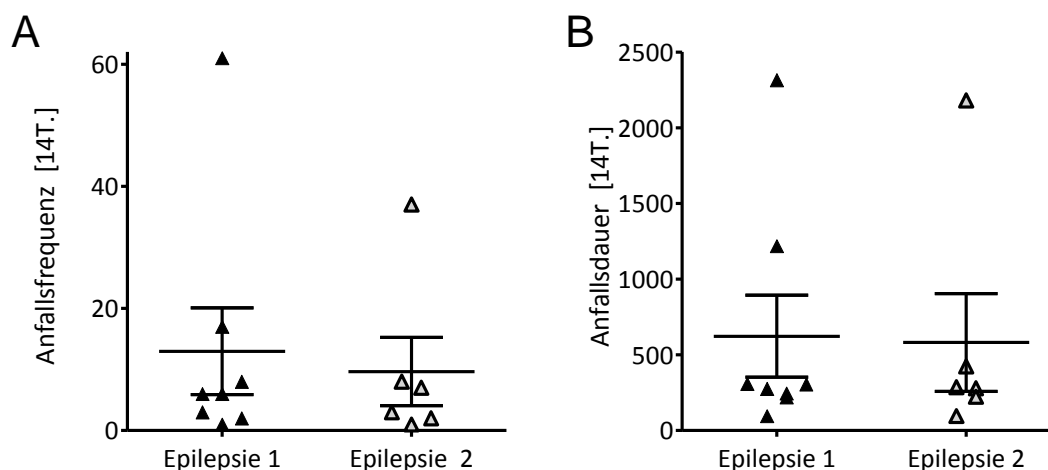 A
Anfallsfrequenz [14T.]
60
40
20
0
Epilepsie 1
Epilepsie 2
B
Anfallsdauer [14T.]
2500
2000
1500
1000
500
0
Epilepsie 1
Epilepsie 2